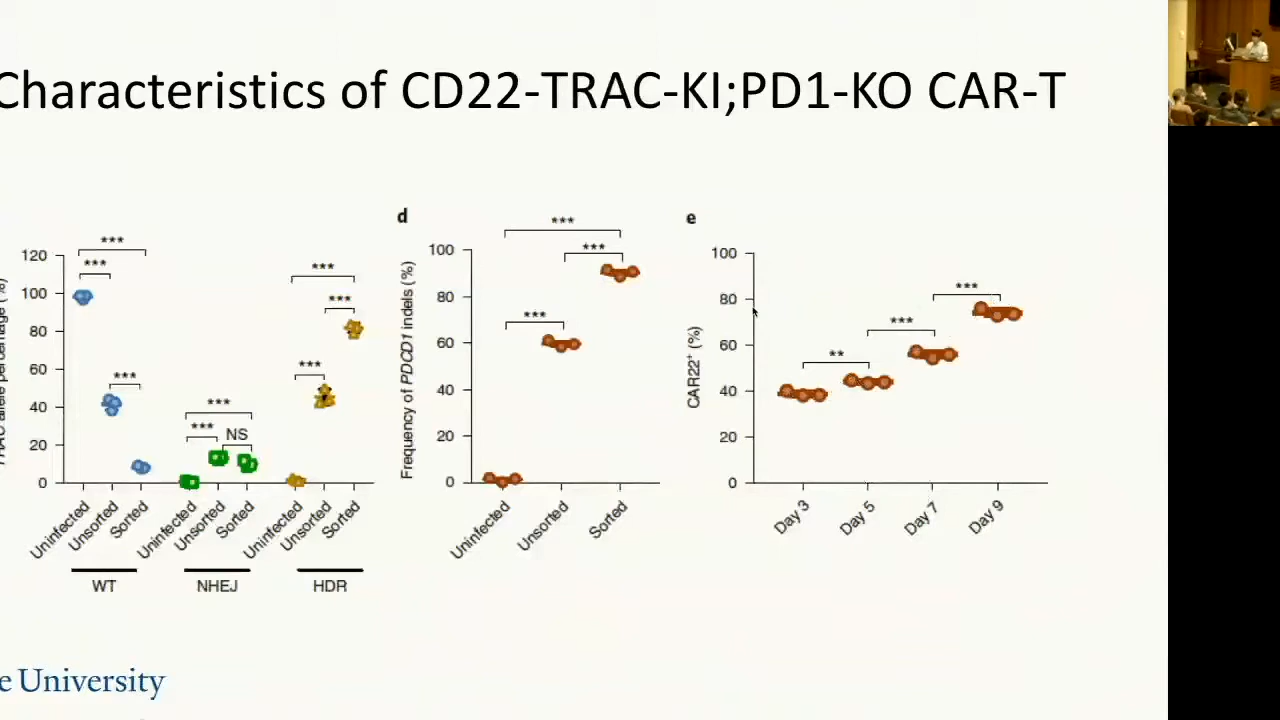 Characteristics of CD22-TRAC-KI;PD1-KO CAR-T
allele percentage (%)
120
100
80
60
40
20
0
***
***
***
***
***
NS
***
***
***
Uninfected
Unsorted
Sorted
Uninfected
Unsorted
Sorted
Uninfected
Unsorted
Sorted
WT
NHEJ
HDR
d
Frequency of PDCD1 indels (%)
100
80
60
40
20
0
***
***
***
Uninfected
Unsorted
Sorted
e
CAR22+ (%)
100
80
60
40
20
0
**
***
***
Day 3
Day 5
Day 7
Day 9
e University